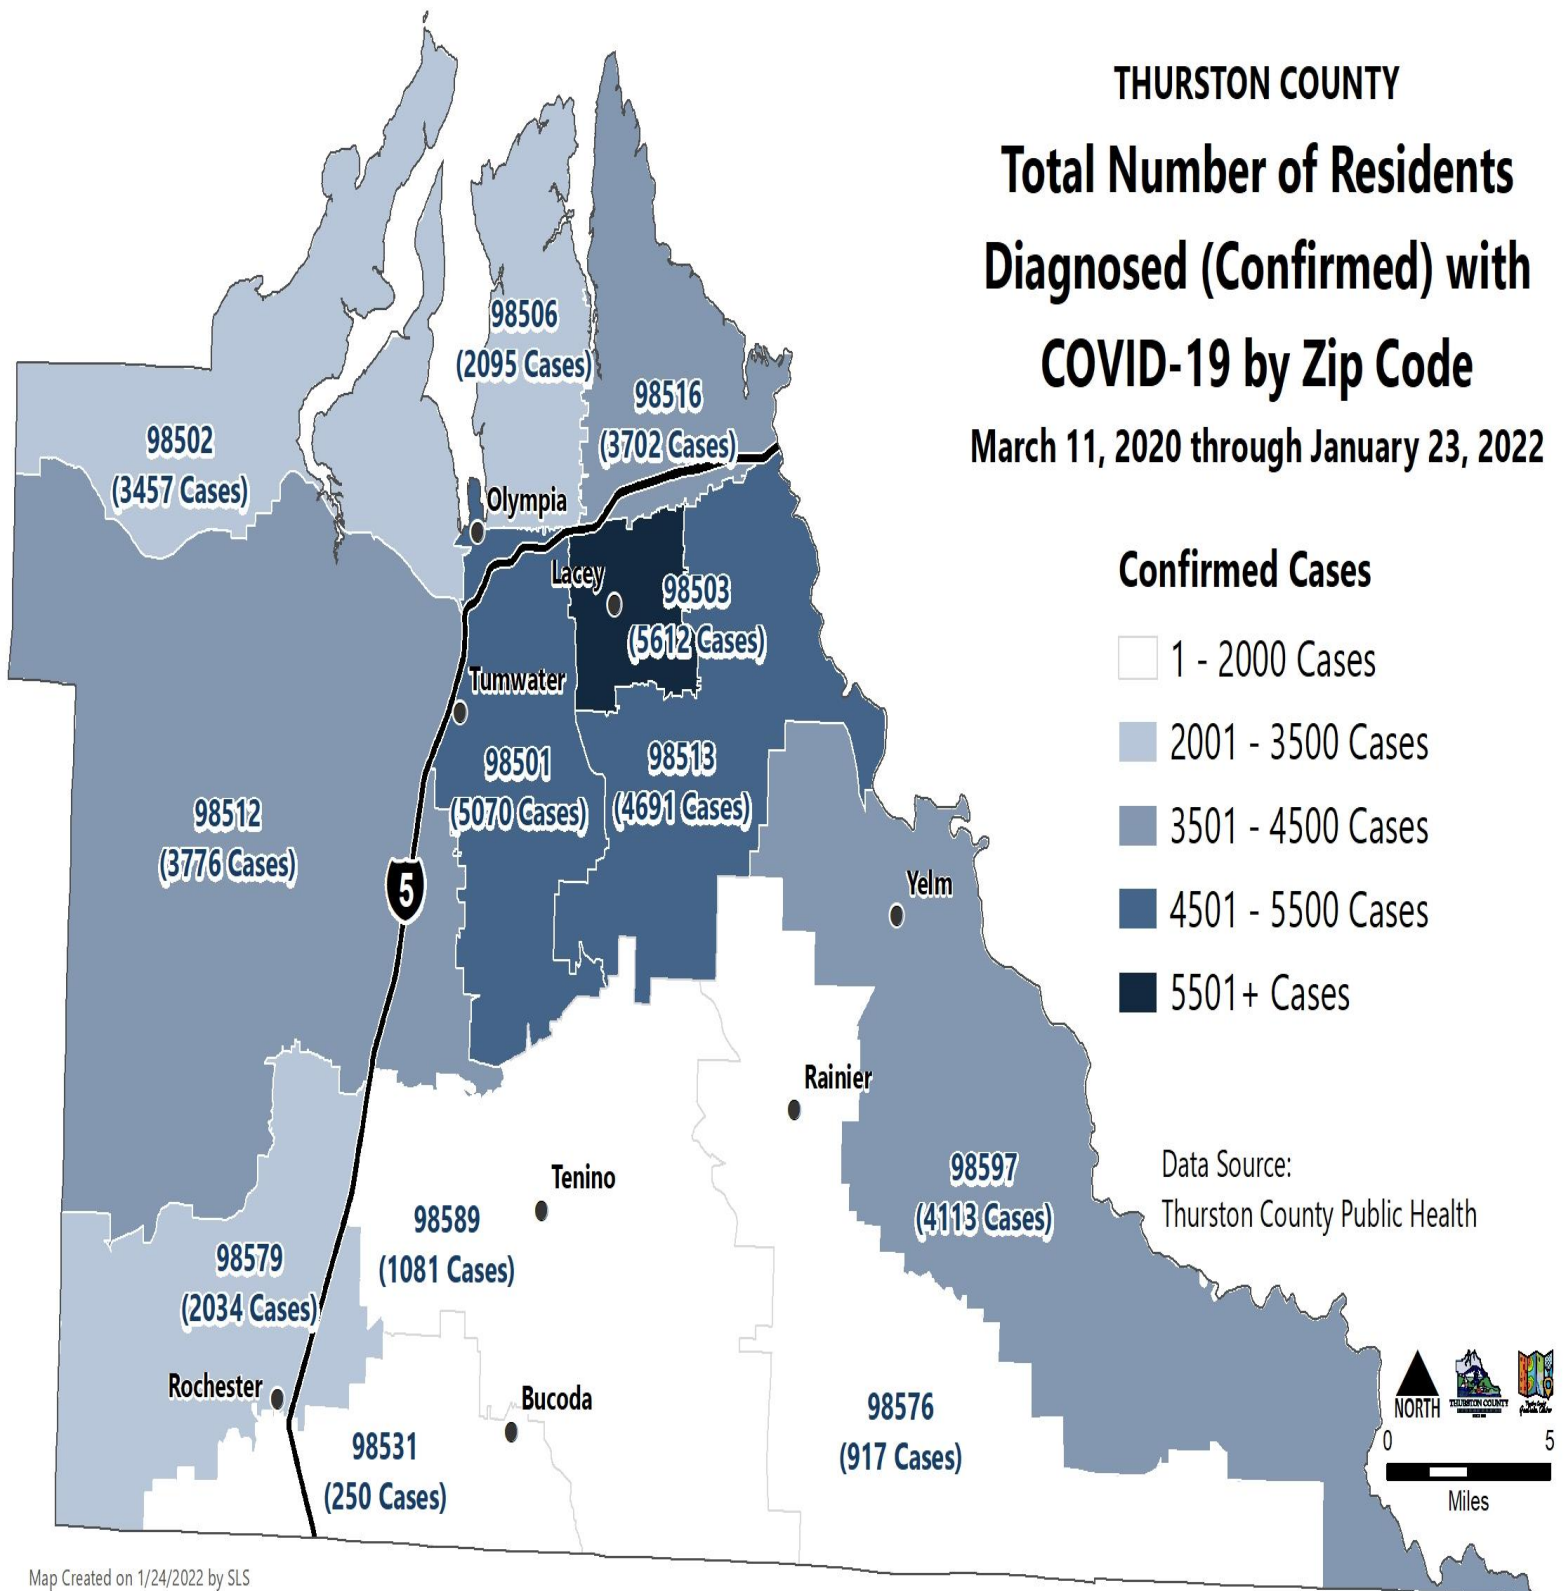 THURSTON COUNTY
Total Number of Residents
Diagnosed (Confirmed) with
COVID-19 by Zip Code
March 11, 2020 through January 23, 2022
98506
(2095 Cases)
98516
(3702 Cases)
98502
(3457 Cases)
Olympia
Lacey
98503
(5612 Cases)
Tumwater
98501
(5070 Cases)
98513
(4691 Cases)
98512
(3776 Cases)
5
Yelm
Rainier
98597
(4113 Cases)
Tenino
98589
(1081 Cases)
98579
(2034 Cases)
Rochester
Bucoda
98531
(250 Cases)
98576
(917 Cases)
Confirmed Cases
1 - 2000 Cases
2001 - 3500 Cases
3501 - 4500 Cases
4501 - 5500 Cases
5501+ Cases
Data Source:
Thurston County Public Health
NORTH
THURSTON COUNTY
0 5
Miles
Map Created on 1/24/2022 by SLS